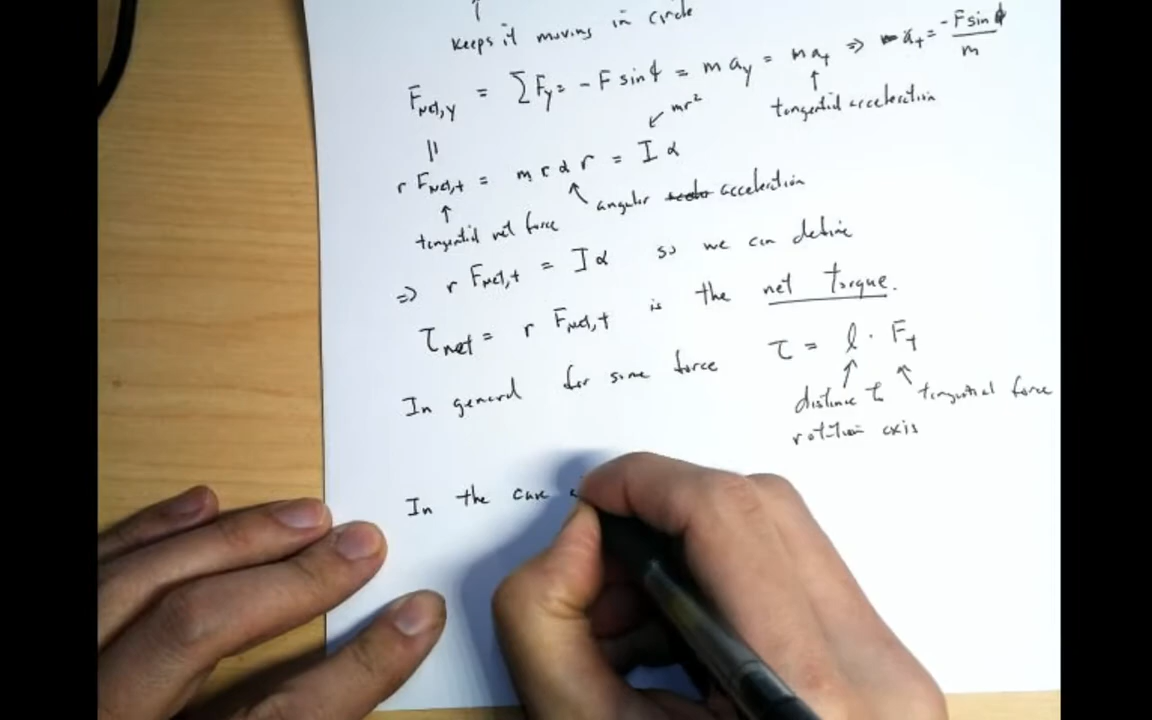 keeps it moving in circle
F_Net,y = ∑F_y = - F sin ϕ = m a_y = m a_t ⇒ a_t = -F sin ϕ / m
tangential acceleration
mr²
r F_Net,t = m r α r = I α
angular acceleration
tangential net force
⇒ r F_Net,t = I α so we can define
τ_net = r F_Net,t is the net torque.
In general for some force τ = l · F_t
distance to tangential force
rotation axis
In the case